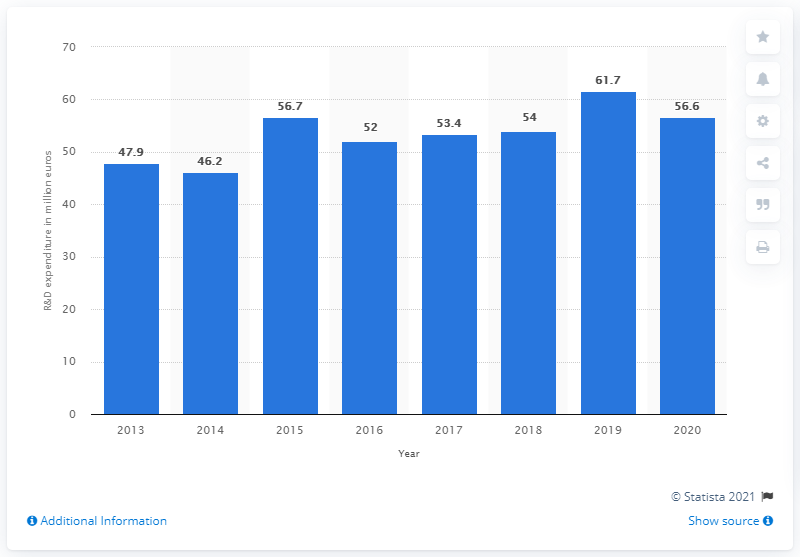 70
60
50
40
30
20
10
0
R&D expenditure in million euros
47.9
46.2
56.7
52
53.4
54
61.7
56.6
2013 2014 2015 2016 2017 2018 2019 2020
Year
© Statista 2021
Additional Information
Show source